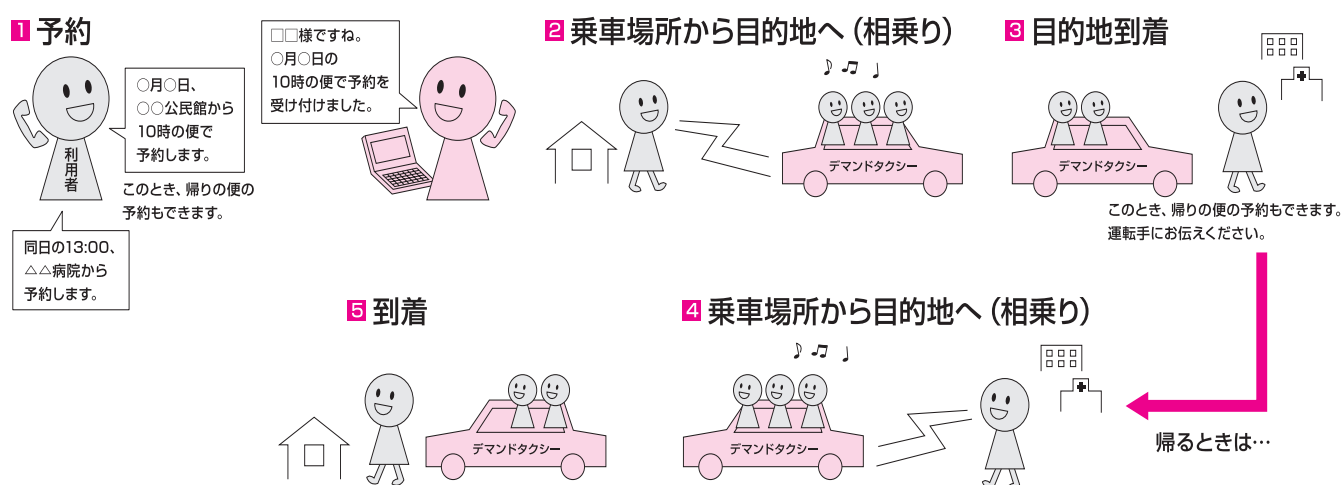 1 予約
○月○日、
○○公民館から
10時の便で
予約します。
利用者
このとき、帰りの便の
予約もできます。
同日の13:00、
△△病院から
予約します。
□□様ですね。
○月○日の
10時の便で予約を
受け付けました。
2 乗車場所から目的地へ（相乗り）
デマンドタクシー
3 目的地到着
デマンドタクシー
このとき、帰りの便の予約もできます。
運転手にお伝えください。
帰るときは…
4 乗車場所から目的地へ（相乗り）
デマンドタクシー
5 到着
デマンドタクシー